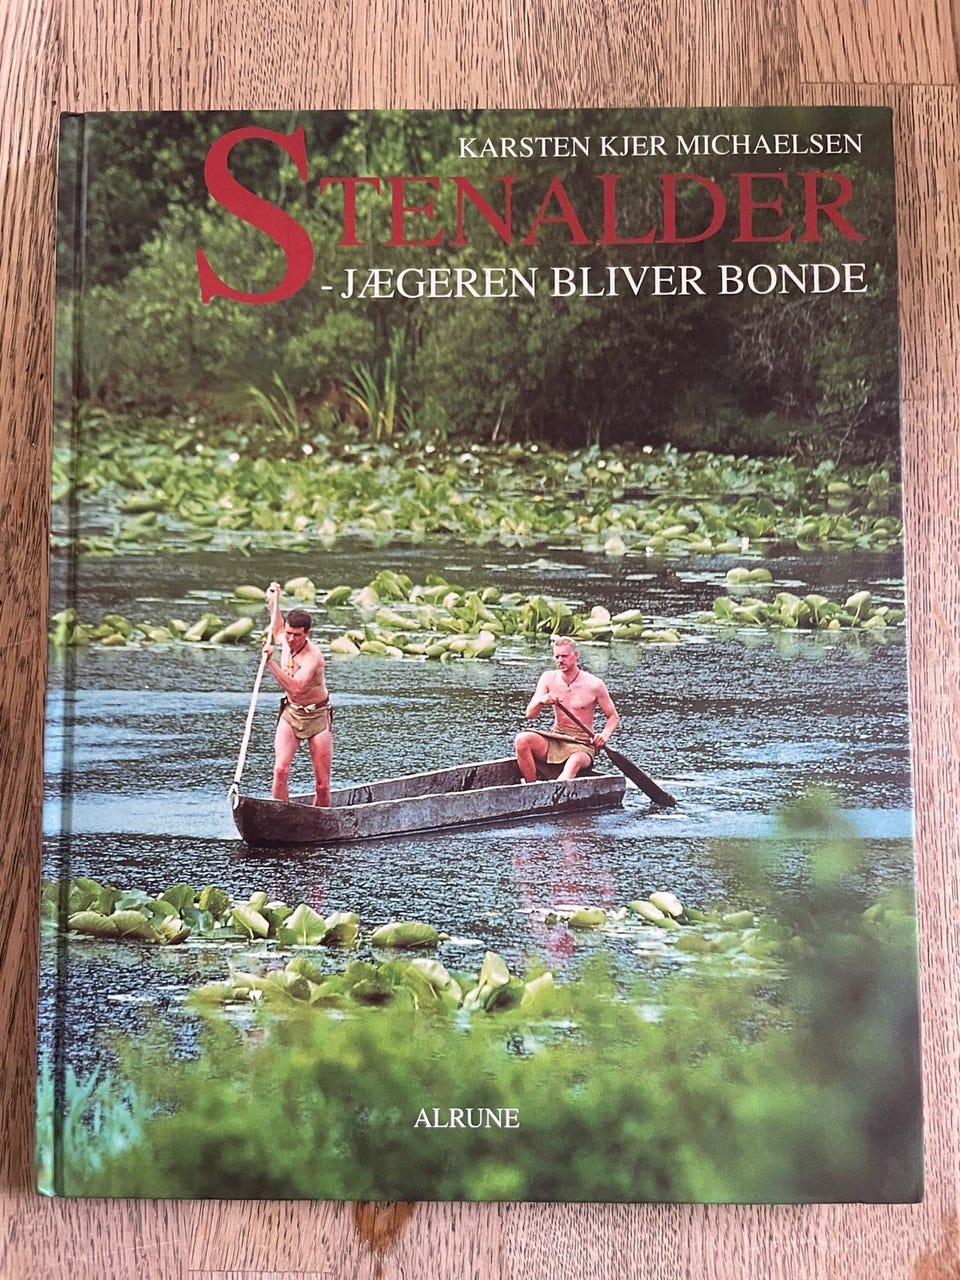 KARSTEN KJER MICHAELSEN
STENALDER
- JÆGEREN BLIVER BONDE
ALRUNE